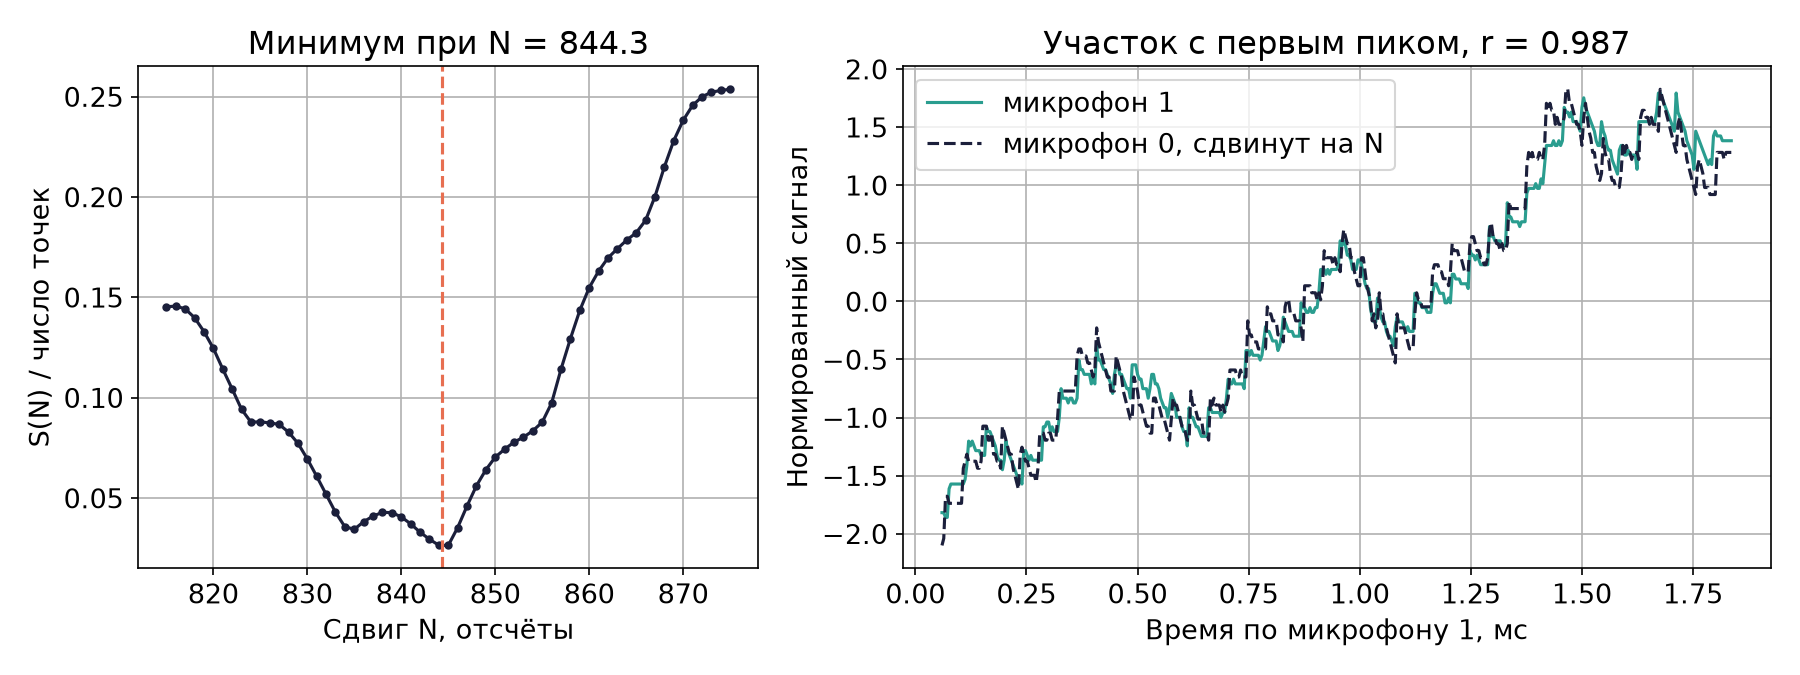 Минимум при N = 844.3
S(N) / число точек
0.25
0.20
0.15
0.10
0.05
820 830 840 850 860 870
Сдвиг N, отсчёты
Участок с первым пиком, r = 0.987
микрофон 1
микрофон 0, сдвинут на N
Нормированный сигнал
2.0
1.5
1.0
0.5
0.0
−0.5
−1.0
−1.5
−2.0
0.00 0.25 0.50 0.75 1.00 1.25 1.50 1.75
Время по микрофону 1, мс